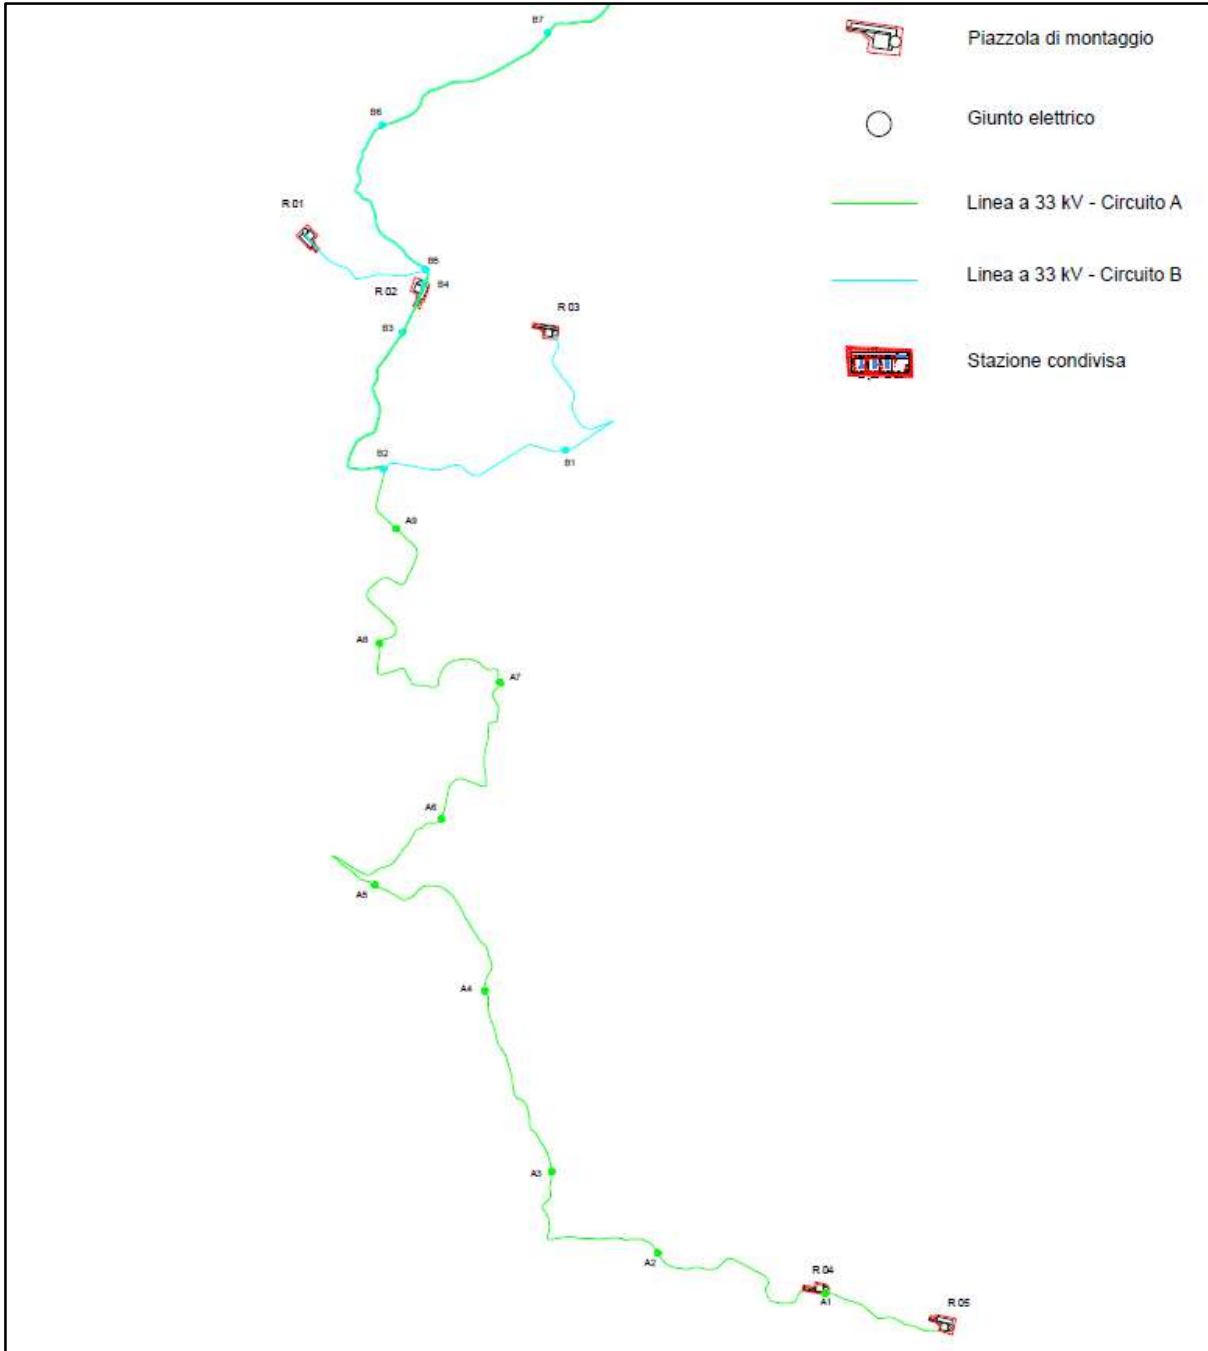 B7
Piazzola di montaggio
B6
Giunto elettrico
R 01
Linea a 33 kV - Circuito A
B5
Linea a 33 kV - Circuito B
B4
R 02
R 03
B3
Stazione condivisa
B2
B1
A9
A8
A7
A6
A5
A4
A3
A2
R 04
A1
R 05